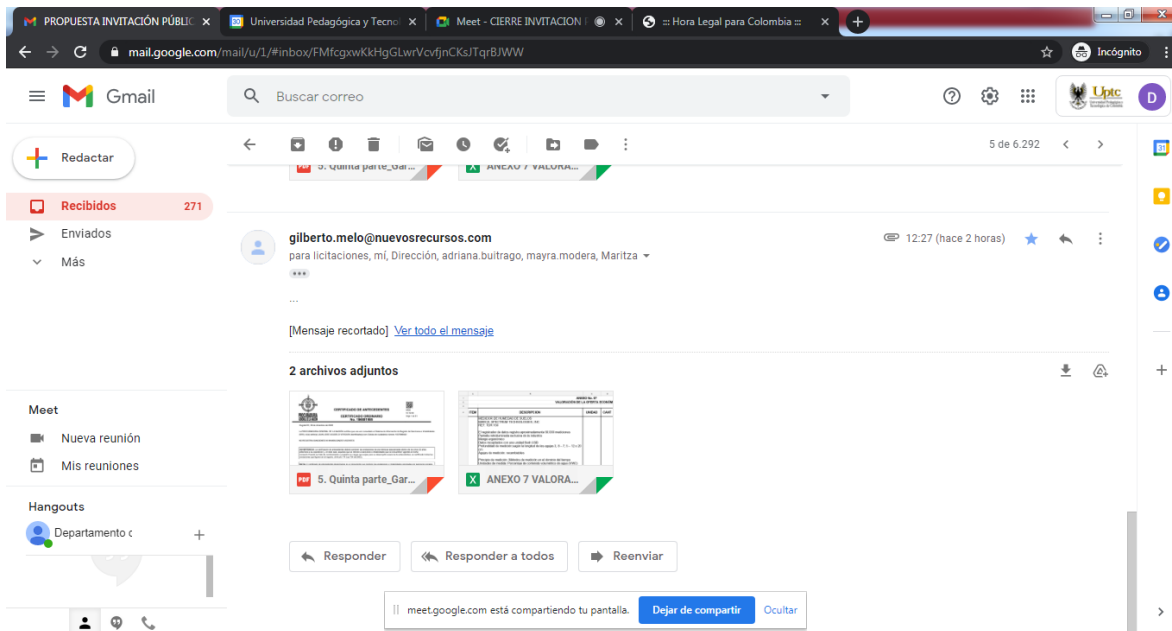 PROPUESTA INVITACIÓN PÚBLIC
Universidad Pedagógica y Tecnol
Meet - CIERRE INVITACION
::: Hora Legal para Colombia :::
mail.google.com/mail/u/1/#inbox/FMfcgxwKkHgGLwrVcvfjnCKsJTqrBJWW
Incógnito
Gmail
Buscar correo
Uptc
D
Redactar
5 de 6.292
5. Quinta parte_Gar...
ANEXO 7 VALORA...
Recibidos 271
Enviados
Más
gilberto.melo@nuevosrecursos.com
12:27 (hace 2 horas)
para licitaciones, mí, Dirección, adriana.buitrago, mayra.modera, Maritza
...
[Mensaje recortado] Ver todo el mensaje
2 archivos adjuntos
PDF 5. Quinta parte_Gar...
X ANEXO 7 VALORA...
Meet
Nueva reunión
Mis reuniones
Hangouts
Departamento c
Responder
Responder a todos
Reenviar
meet.google.com está compartiendo tu pantalla.
Dejar de compartir
Ocultar